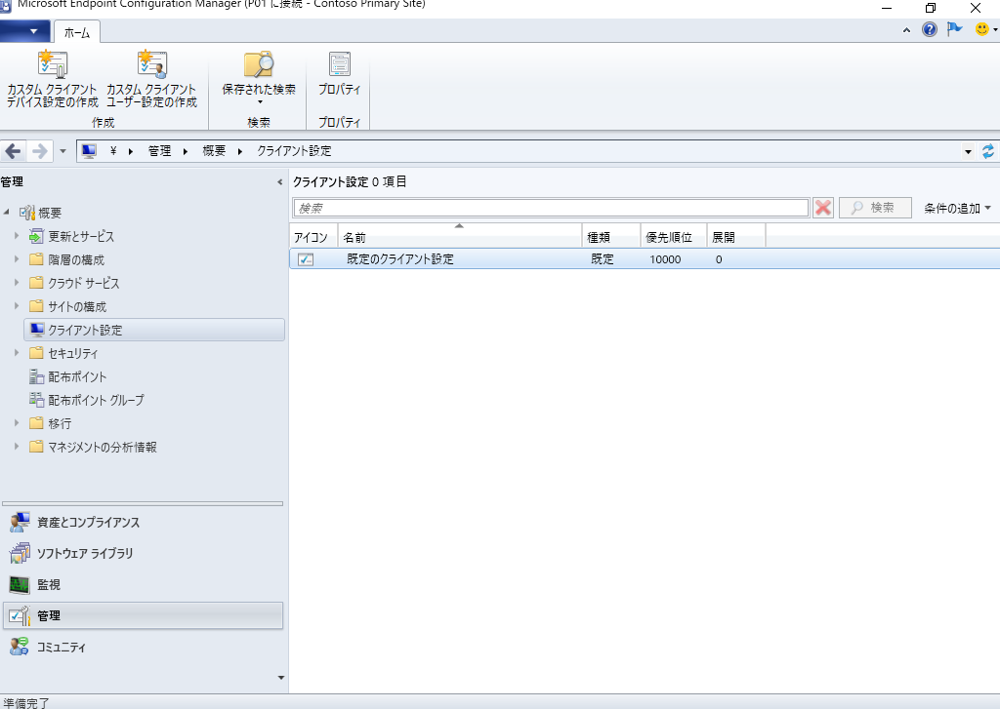 Microsoft Endpoint Configuration Manager (P01 に接続 - Contoso Primary Site)
ホーム
カスタム クライアント デバイス設定の作成
カスタム クライアント ユーザー設定の作成
保存された検索
プロパティ
作成
検索
プロパティ
¥ 管理 概要 クライアント設定
管理
概要
更新とサービス
階層の構成
クラウド サービス
サイトの構成
クライアント設定
セキュリティ
配布ポイント
配布ポイント グループ
移行
マネジメントの分析情報
資産とコンプライアンス
ソフトウェア ライブラリ
監視
管理
コミュニティ
クライアント設定 0 項目
検索
検索
条件の追加
アイコン 名前 種類 優先順位 展開
既定のクライアント設定 既定 10000 0
準備完了